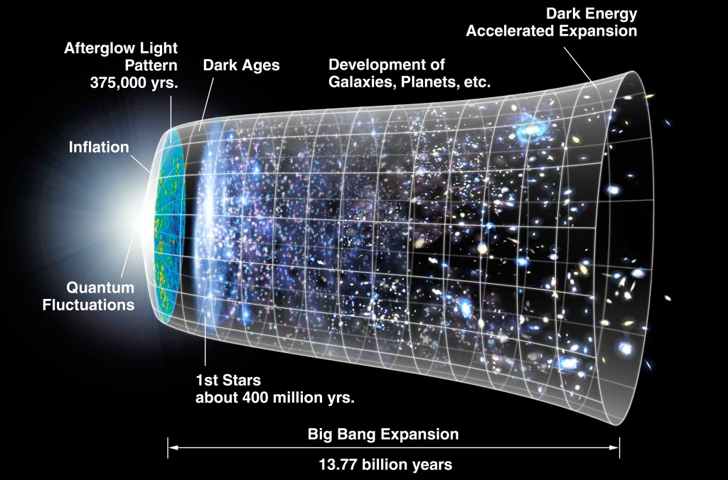 Dark Energy
Accelerated Expansion
Afterglow Light
Pattern
375,000 yrs.
Dark Ages
Development of
Galaxies, Planets, etc.
Inflation
Quantum
Fluctuations
1st Stars
about 400 million yrs.
Big Bang Expansion
13.77 billion years